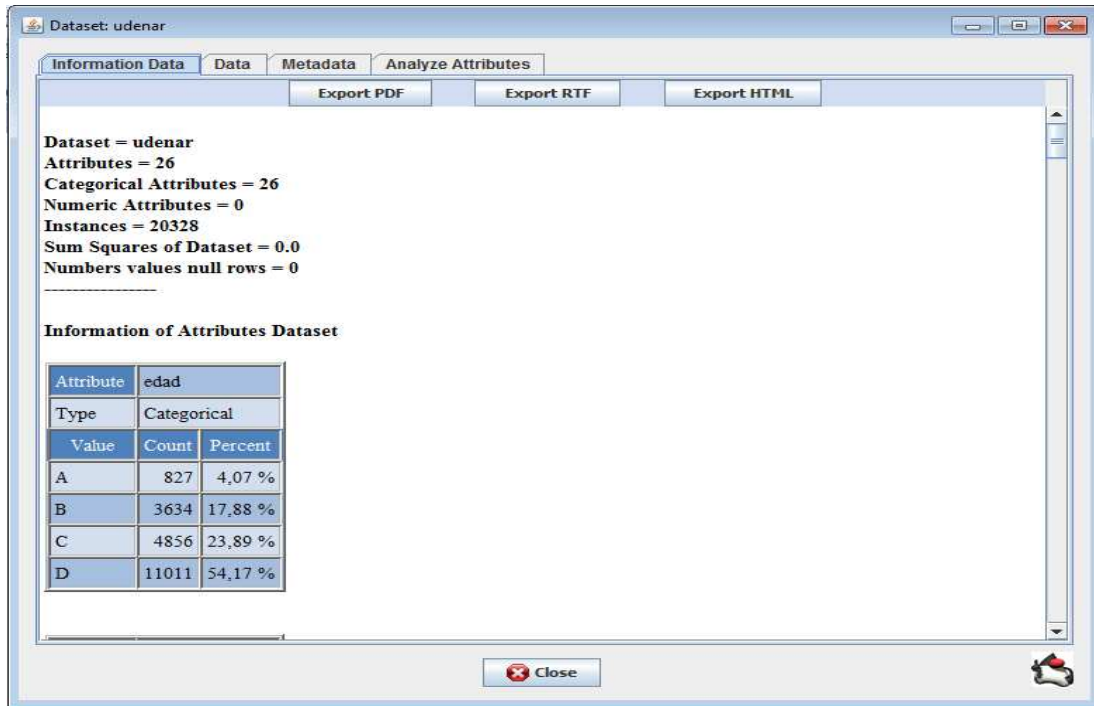 Dataset: udenar
Information Data Data Metadata Analyze Attributes
Export PDF Export RTF Export HTML
Dataset = udenar
Attributes = 26
Categorical Attributes = 26
Numeric Attributes = 0
Instances = 20328
Sum Squares of Dataset = 0.0
Numbers values null rows = 0
----------------
Information of Attributes Dataset
Attribute edad
Type Categorical
Value Count Percent
A 827 4,07 %
B 3634 17,88 %
C 4856 23,89 %
D 11011 54,17 %
Close